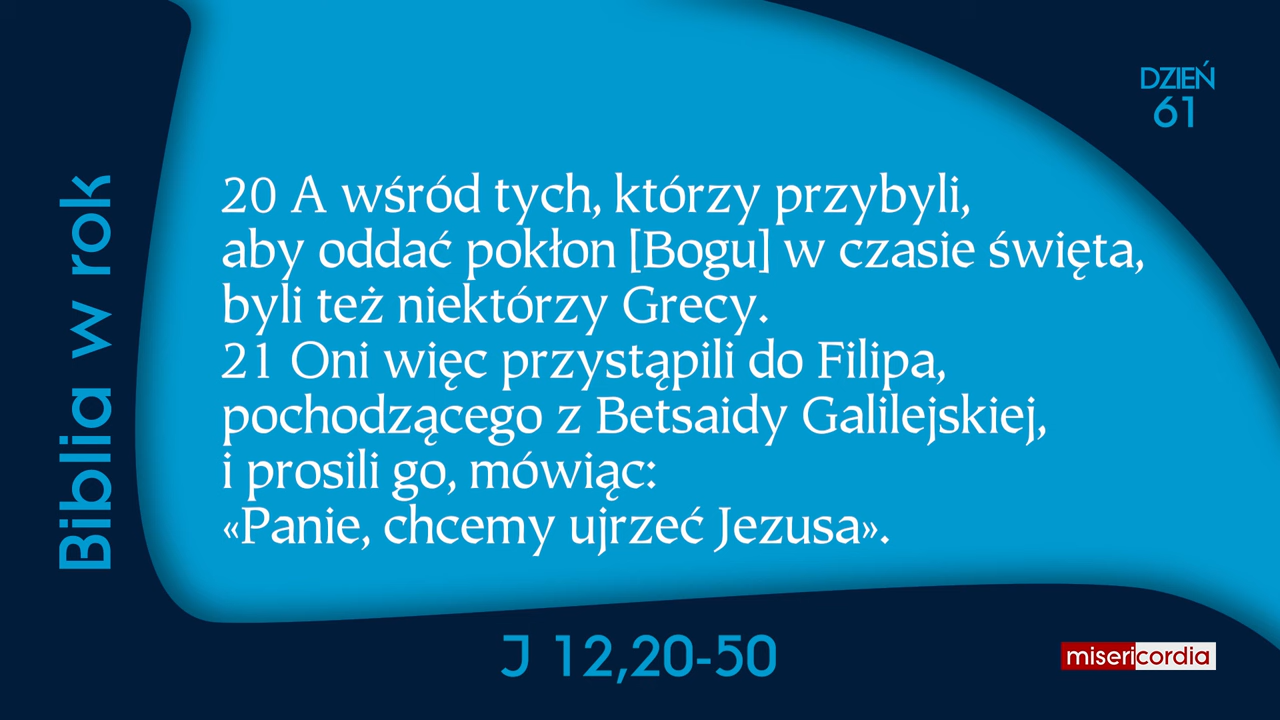 DZIEŃ
61
Biblia w rok
20 A wśród tych, którzy przybyli,
aby oddać pokłon [Bogu] w czasie święta,
byli też niektórzy Grecy.
21 Oni więc przystąpili do Filipa,
pochodzącego z Betsaidy Galilejskiej,
i prosili go, mówiąc:
«Panie, chcemy ujrzeć Jezusa».
J 12,20-50
misericordia